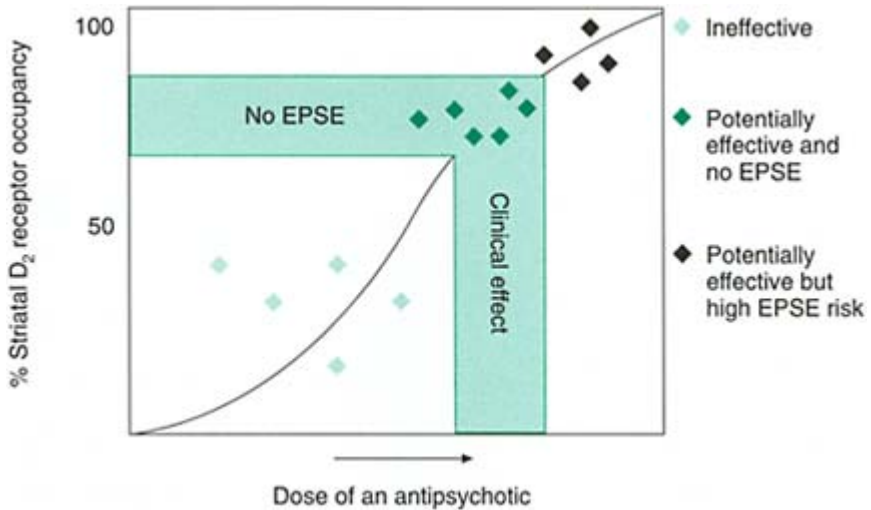 % Striatal D2 receptor occupancy
100
50
No EPSE
Clinical effect
Dose of an antipsychotic
Ineffective
Potentially
effective and
no EPSE
Potentially
effective but
high EPSE risk